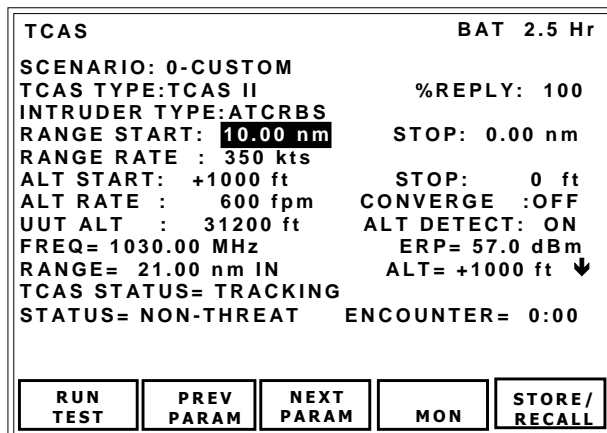 TCAS BAT 2.5 Hr
SCENARIO: 0-CUSTOM
TCAS TYPE:TCAS II %REPLY: 100
INTRUDER TYPE:ATCRBS
RANGE START: 10.00 nm STOP: 0.00 nm
RANGE RATE : 350 kts
ALT START: +1000 ft STOP: 0 ft
ALT RATE : 600 fpm CONVERGE :OFF
UUT ALT : 31200 ft ALT DETECT: ON
FREQ= 1030.00 MHz ERP= 57.0 dBm
RANGE= 21.00 nm IN ALT= +1000 ft
TCAS STATUS= TRACKING
STATUS= NON-THREAT ENCOUNTER= 0:00
RUN TEST
PREV PARAM
NEXT PARAM
MON
STORE/ RECALL